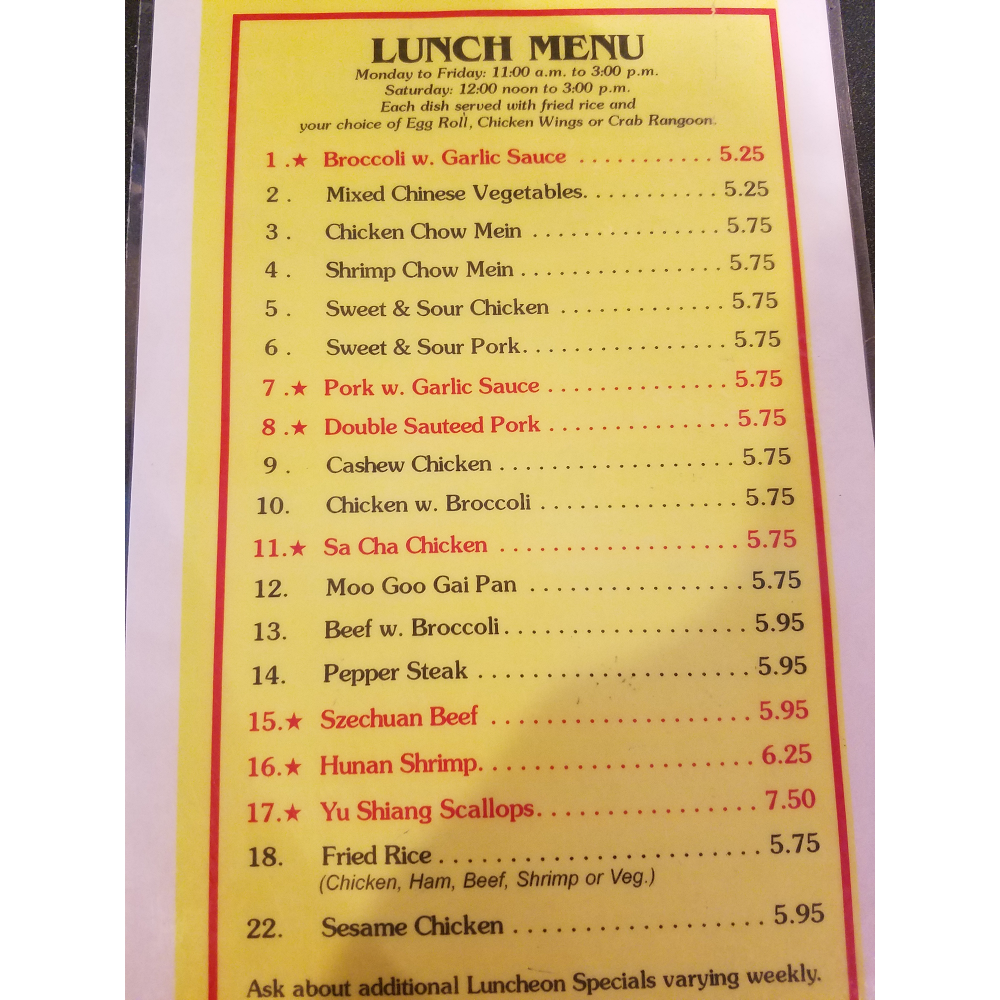 LUNCH MENU
Monday to Friday: 11:00 a.m. to 3:00 p.m.
Saturday: 12:00 noon to 3:00 p.m.
Each dish served with fried rice and
your choice of Egg Roll, Chicken Wings or Crab Rangoon.
1 .★ Broccoli w. Garlic Sauce ........... 5.25
2 . Mixed Chinese Vegetables............ 5.25
3 . Chicken Chow Mein ................ 5.75
4 . Shrimp Chow Mein ................. 5.75
5 . Sweet & Sour Chicken .............. 5.75
6 . Sweet & Sour Pork................. 5.75
7 .★ Pork w. Garlic Sauce ............... 5.75
8 .★ Double Sauteed Pork ............... 5.75
9 . Cashew Chicken .................... 5.75
10. Chicken w. Broccoli ................. 5.75
11.★ Sa Cha Chicken .................... 5.75
12. Moo Goo Gai Pan .................. 5.75
13. Beef w. Broccoli ..................... 5.95
14. Pepper Steak ....................... 5.95
15.★ Szechuan Beef ...................... 5.95
16.★ Hunan Shrimp....................... 6.25
17.★ Yu Shiang Scallops................... 7.50
18. Fried Rice ........................... 5.75
(Chicken, Ham, Beef, Shrimp or Veg.)
22. Sesame Chicken ..................... 5.95
Ask about additional Luncheon Specials varying weekly.